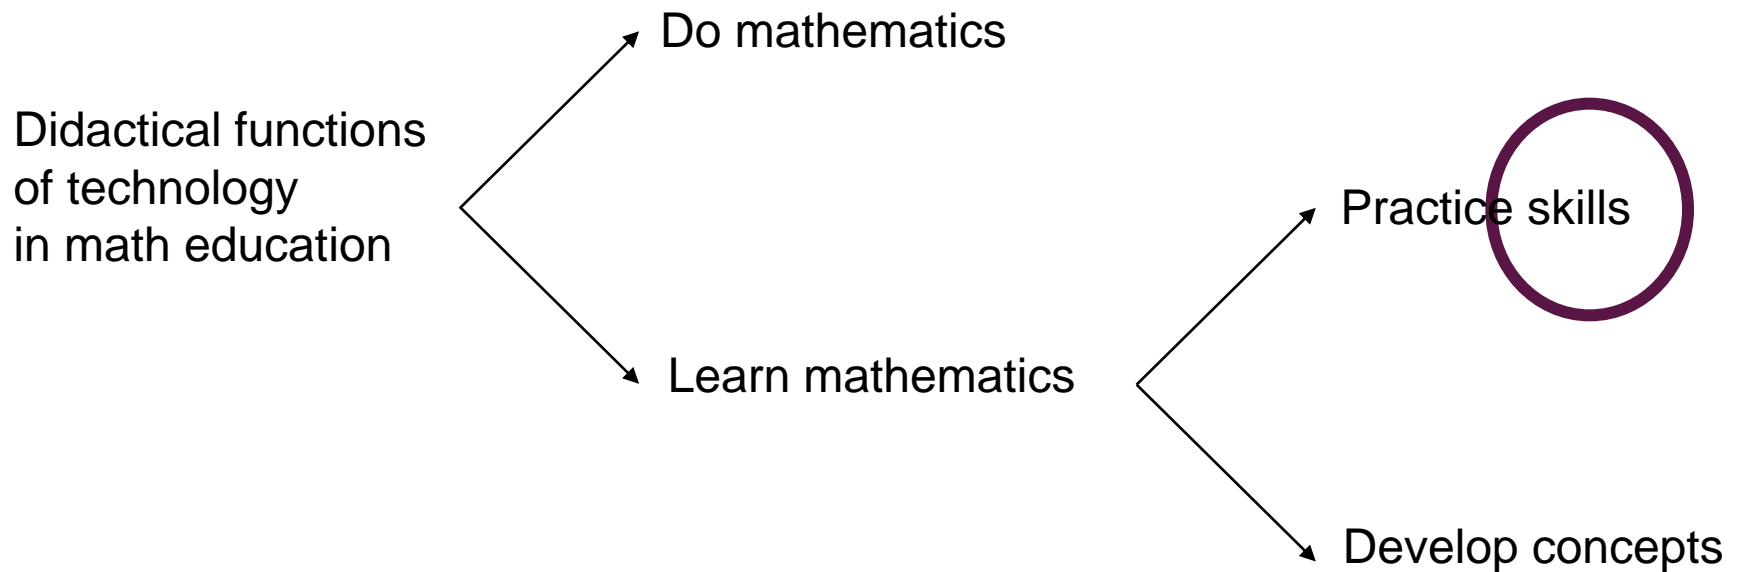 Do mathematics
Didactical functions
of technology
in math education
Practice skills
Learn mathematics
Develop concepts